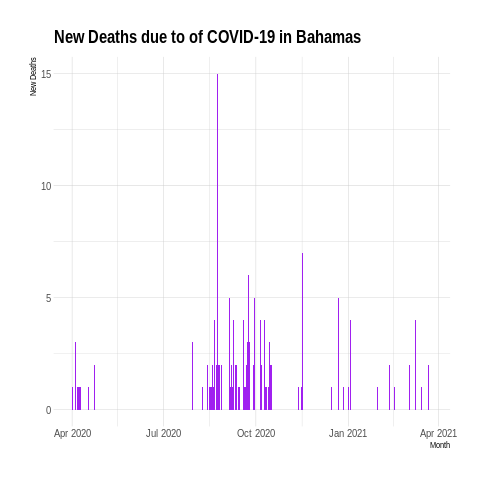 New Deaths due to of COVID-19 in Bahamas
New Deaths
15
10
5
0
Apr 2020 Jul 2020 Oct 2020 Jan 2021 Apr 2021
Month